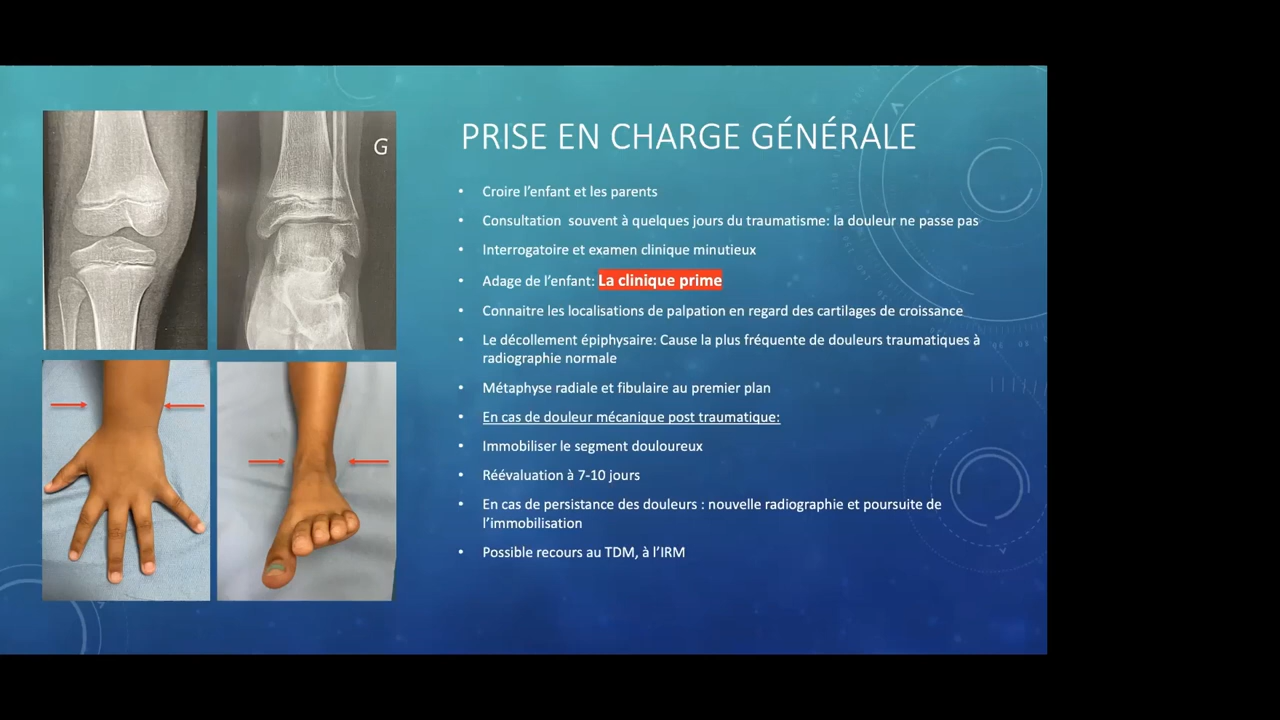 G
PRISE EN CHARGE GÉNÉRALE
• Croire l'enfant et les parents
• Consultation souvent à quelques jours du traumatisme: la douleur ne passe pas
• Interrogatoire et examen clinique minutieux
• Adage de l'enfant: La clinique prime
• Connaitre les localisations de palpation en regard des cartilages de croissance
• Le décollement épiphysaire: Cause la plus fréquente de douleurs traumatiques à
radiographie normale
• Métaphyse radiale et fibulaire au premier plan
• En cas de douleur mécanique post traumatique:
• Immobiliser le segment douloureux
• Réévaluation à 7-10 jours
• En cas de persistance des douleurs : nouvelle radiographie et poursuite de
l'immobilisation
• Possible recours au TDM, à l'IRM